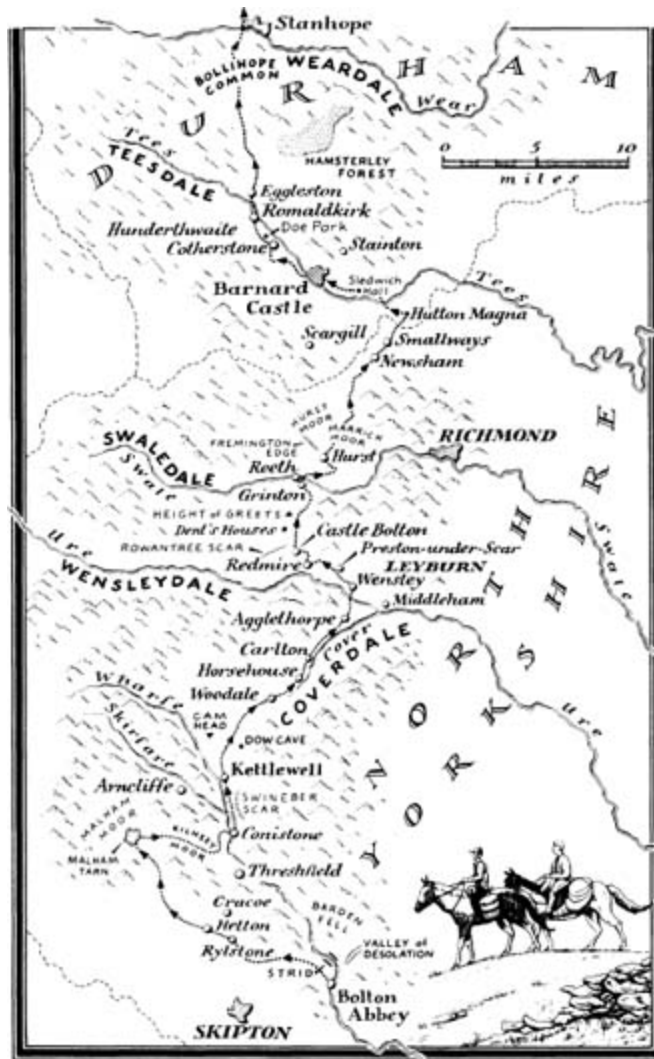 Stanhope
BOLLIHOPE
COMMON
WEARDALE
Wear
DURHAM
Tees
TEESDALE
HAMSTERLEY
FOREST
0 5 10
miles
Eggleston
Romaldkirk
Hunderthwaite
Doe Park
Cotherstone
Stainton
Barnard
Castle
Sledwich
Hall
Tees
Hutton Magna
Scargill
Smallways
Newsham
HURST MOOR
MARRICK
MOOR
SWALEDALE
Swale
FREMINGTON
EDGE
Hurst
RICHMOND
Reeth
Grinton
HEIGHT OF GREETS
Dent's Houses
Castle Bolton
ROWANTREE SCAR
Preston-under-Scar
Redmire
LEYBURN
Ure
WENSLEYDALE
Wensley
Middleham
Swale
Agglethorpe
Carlton
Cover
COVERDALE
Horsehouse
Woodale
NORTH
YORKSHIRE
Ure
Wharfe
Skirfare
CAM
HEAD
DOW CAVE
Kettlewell
Arncliffe
SWINEBER
SCAR
MALHAM
MOOR
KILNSEY
MOOR
Conistone
MALHAM
TARN
Threshfield
Cracoe
Hetton
Rylstone
BARDEN
FELL
VALLEY of
DESOLATION
STRID
Bolton
Abbey
SKIPTON